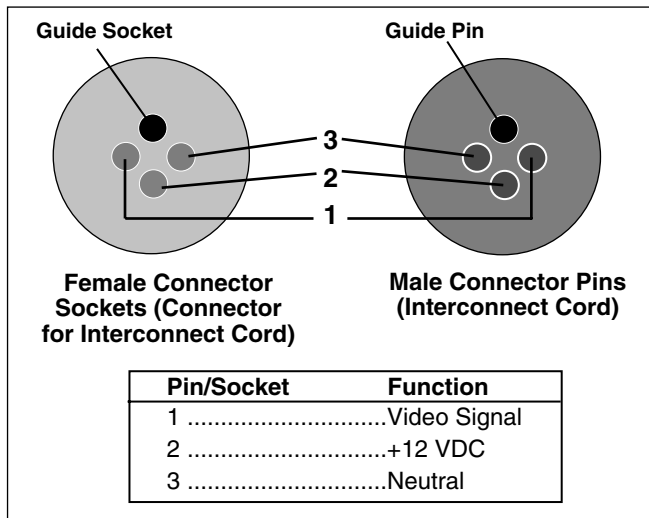 Guide Socket
Guide Pin
3
2
1
Female Connector
Sockets (Connector
for Interconnect Cord)
Male Connector Pins
(Interconnect Cord)
Pin/Socket Function
1 ..............................Video Signal
2 ..............................+12 VDC
3 ..............................Neutral